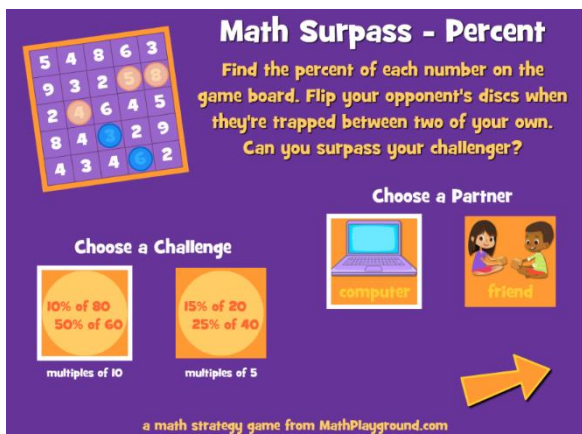 Math Surpass - Percent
Find the percent of each number on the
game board. Flip your opponent's discs when
they're trapped between two of your own.
Can you surpass your challenger?
5 4 8 6 3
9 3 2 5 8
2 4 6 4 5
8 4 3 2 9
4 3 4 6 2
Choose a Partner
computer
friend
Choose a Challenge
10% of 80
50% of 60
multiples of 10
15% of 20
25% of 40
multiples of 5
a math strategy game from MathPlayground.com